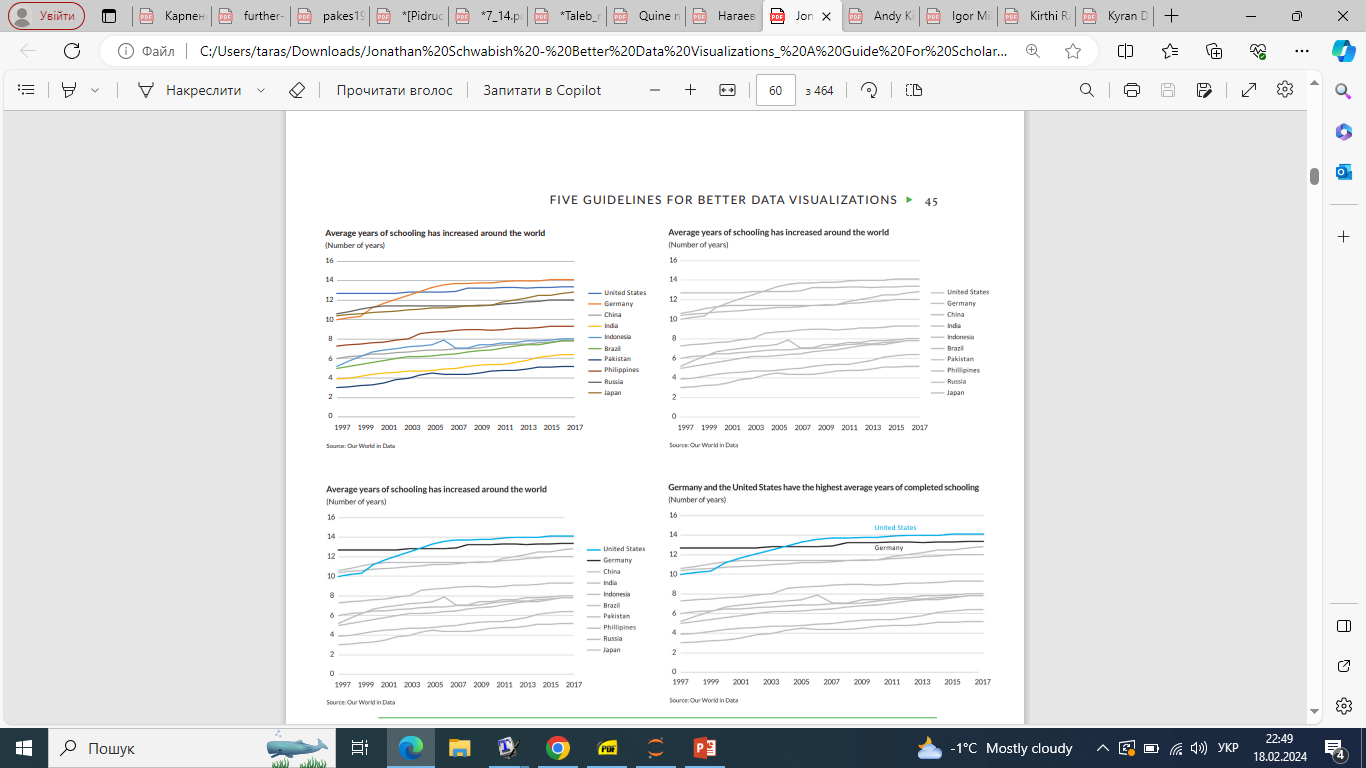 Увійти
Карпен
further-
pakes19
*[Pidruc
*7_14.pc
*Taleb_r
Quine n
Нагаев
Jon
Andy Ki
Igor Mil
Kirthi Ra
Kyran D
Файл
C:/Users/taras/Downloads/Jonathan%20Schwabish%20-%20Better%20Data%20Visualizations_%20A%20Guide%20For%20Scholar...
Накреслити
Прочитати вголос
Запитати в Copilot
60
з 464
FIVE GUIDELINES FOR BETTER DATA VISUALIZATIONS ▶ 45
Average years of schooling has increased around the world
(Number of years)
16
14
12
10
8
6
4
2
0
1997 1999 2001 2003 2005 2007 2009 2011 2013 2015 2017
United States
Germany
China
India
Indonesia
Brazil
Pakistan
Philippines
Russia
Japan
Source: Our World in Data
Average years of schooling has increased around the world
(Number of years)
16
14
12
10
8
6
4
2
0
1997 1999 2001 2003 2005 2007 2009 2011 2013 2015 2017
United States
Germany
China
India
Indonesia
Brazil
Pakistan
Phillipines
Russia
Japan
Source: Our World in Data
Average years of schooling has increased around the world
(Number of years)
16
14
12
10
8
6
4
2
0
1997 1999 2001 2003 2005 2007 2009 2011 2013 2015 2017
United States
Germany
China
India
Indonesia
Brazil
Pakistan
Phillipines
Russia
Japan
Source: Our World in Data
Germany and the United States have the highest average years of completed schooling
(Number of years)
16
14
12
10
8
6
4
2
0
United States
Germany
1997 1999 2001 2003 2005 2007 2009 2011 2013 2015 2017
Source: Our World in Data
Пошук
PDF
-1°C Mostly cloudy
УКР
22:49
18.02.2024
4